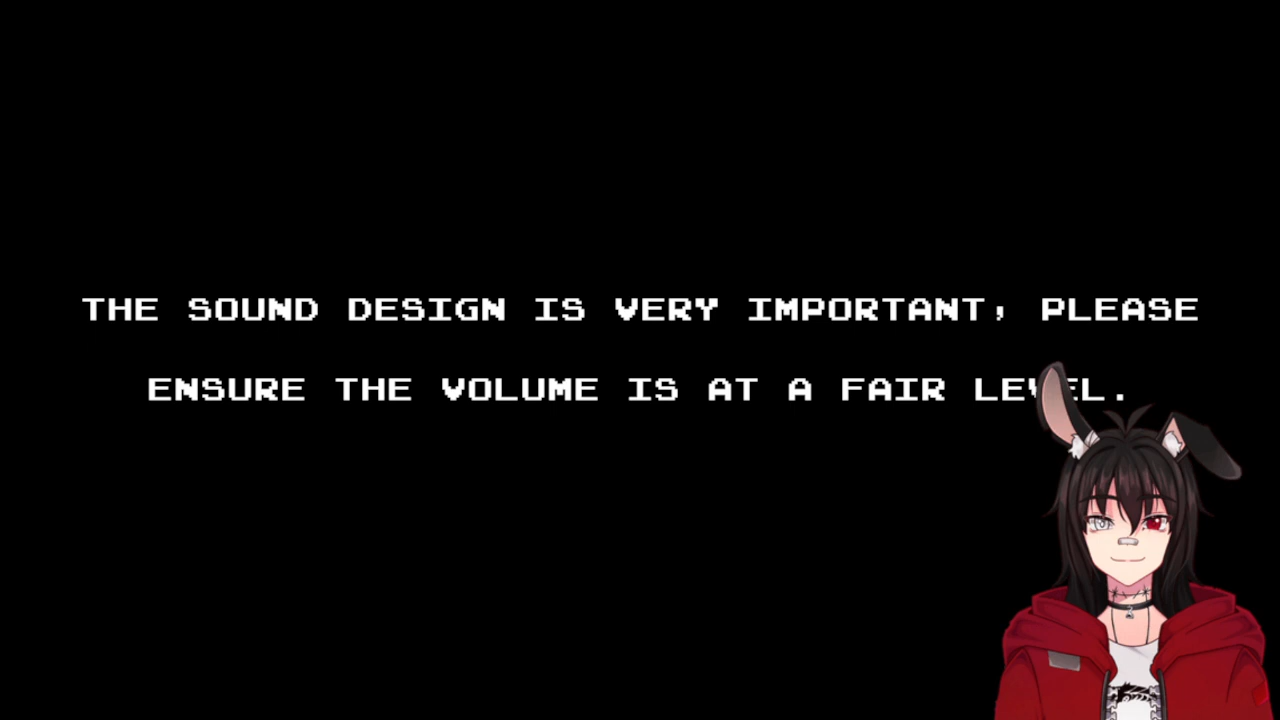 THE SOUND DESIGN IS VERY IMPORTANT, PLEASE
ENSURE THE VOLUME IS AT A FAIR LEVEL.